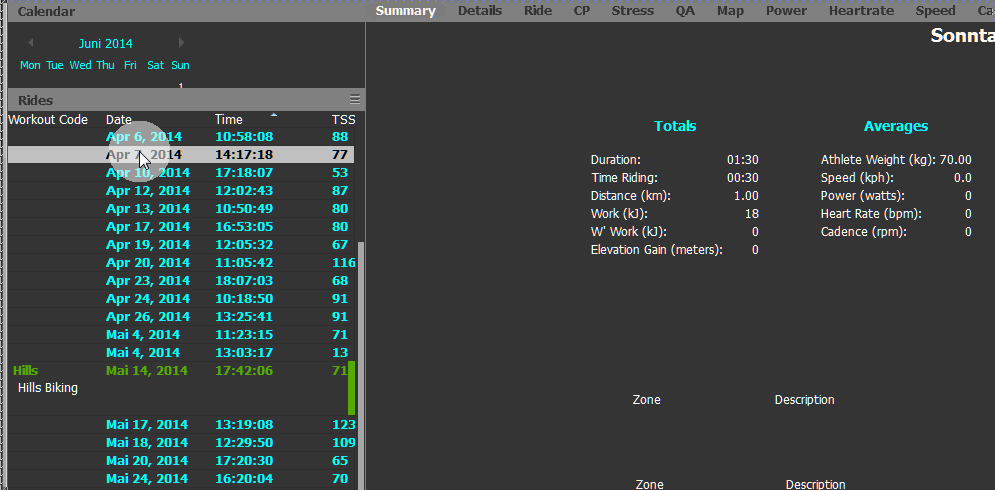 Calendar
Summary Details Ride CP Stress QA Map Power Heartrate Speed
Sonnta
Juni 2014
Mon Tue Wed Thu Fri Sat Sun
1
Rides
Workout Code Date Time TSS
Apr 6, 2014 10:58:08 88
Apr 7, 2014 14:17:18 77
Apr 10, 2014 17:18:07 53
Apr 12, 2014 12:02:43 87
Apr 13, 2014 10:50:49 80
Apr 17, 2014 16:53:05 80
Apr 19, 2014 12:05:32 67
Apr 20, 2014 11:05:42 116
Apr 23, 2014 18:07:03 68
Apr 24, 2014 10:18:50 91
Apr 26, 2014 13:25:41 91
Mai 4, 2014 11:23:15 71
Mai 4, 2014 13:03:17 13
Hills Mai 14, 2014 17:42:06 71
Hills Biking
Mai 17, 2014 13:19:08 123
Mai 18, 2014 12:29:50 109
Mai 20, 2014 17:20:30 65
Mai 24, 2014 16:20:04 70
Totals
Duration: 01:30
Time Riding: 00:30
Distance (km): 1.00
Work (kJ): 18
W' Work (kJ): 0
Elevation Gain (meters): 0
Averages
Athlete Weight (kg): 70.00
Speed (kph): 0.0
Power (watts): 0
Heart Rate (bpm): 0
Cadence (rpm): 0
Zone Description
Zone Description